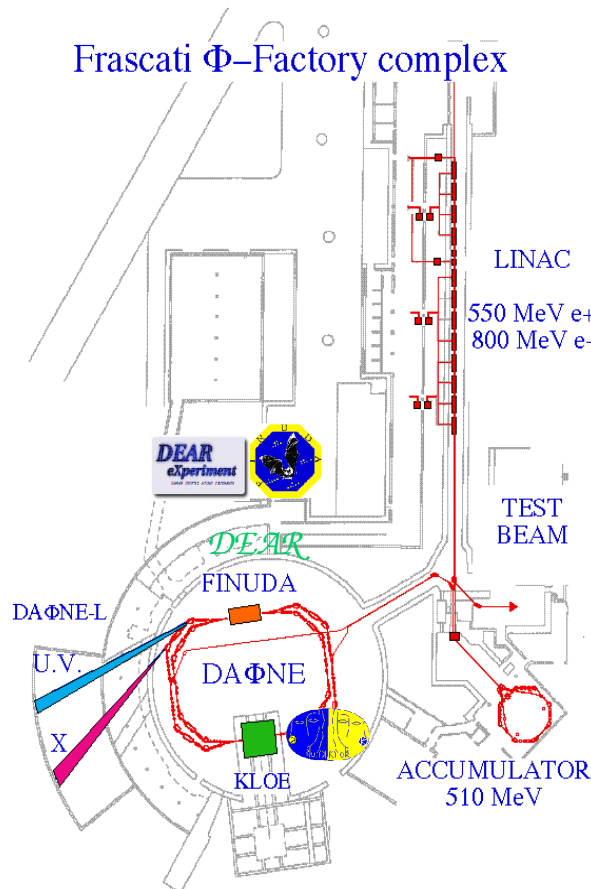 Frascati Φ–Factory complex
LINAC
550 MeV e+
800 MeV e-
DEAR
eXperiment
TEST
BEAM
DEAR
FINUDA
DAΦNE-L
U.V.
DAΦNE
X
KLOE
ACCUMULATOR
510 MeV